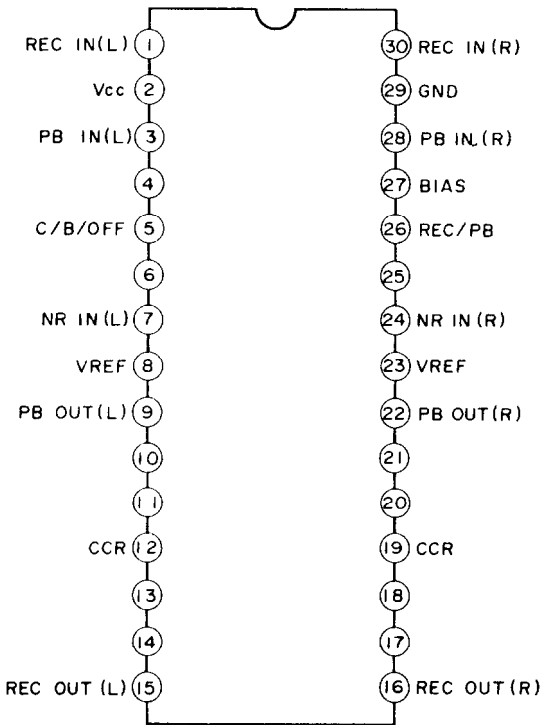 REC IN(L) 1 30 REC IN(R)
Vcc 2 29 GND
PB IN(L) 3 28 PB IN.(R)
4 27 BIAS
C/B/OFF 5 26 REC/PB
6 25
NR IN(L) 7 24 NR IN(R)
VREF 8 23 VREF
PB OUT(L) 9 22 PB OUT(R)
10 21
11 20
CCR 12 19 CCR
13 18
14 17
REC OUT (L) 15 16 REC OUT(R)